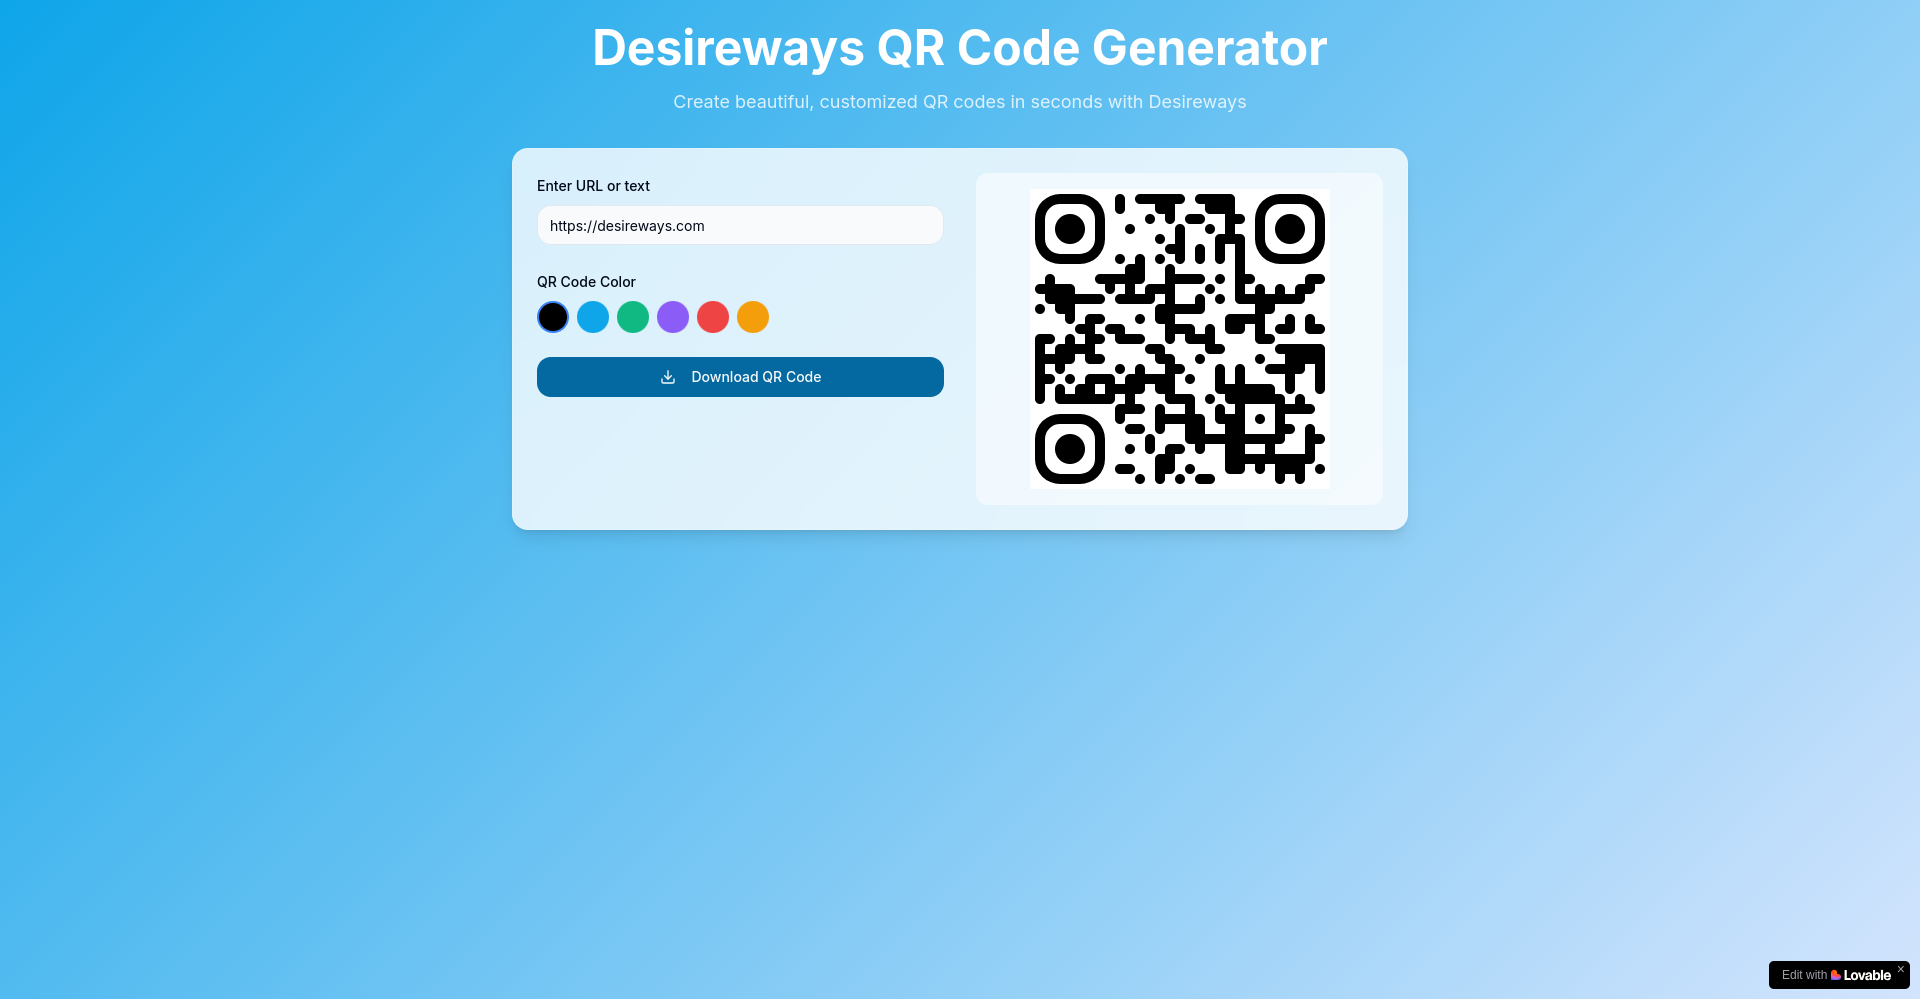 Desireways QR Code Generator
Create beautiful, customized QR codes in seconds with Desireways
Enter URL or text
https://desireways.com
QR Code Color
Download QR Code
Edit with Lovable ×